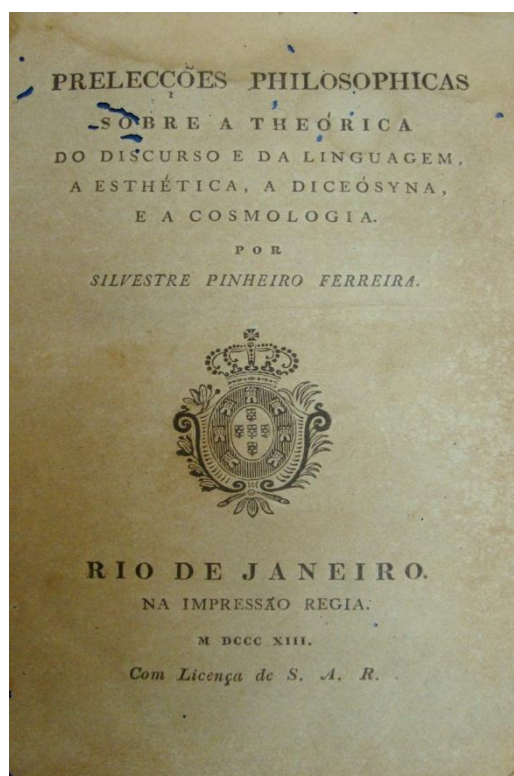 PRELECÇÕES PHILOSOPHICAS
SOBRE A THEÓRICA
DO DISCURSO E DA LINGUAGEM,
A ESTHÉTICA, A DICEÓSYNA,
E A COSMOLOGIA.
POR
SILVESTRE PINHEIRO FERREIRA.
RIO DE JANEIRO.
NA IMPRESSÃO REGIA.
M DCCC XIII.
Com Licença de S. A. R.